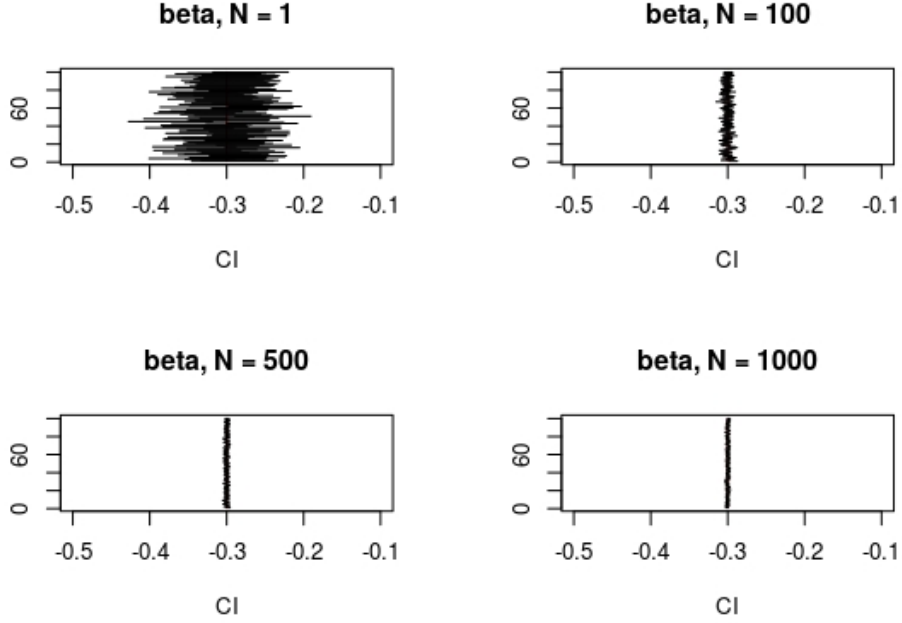 beta, N = 1
60
0
-0.5 -0.4 -0.3 -0.2 -0.1
CI
beta, N = 100
60
0
-0.5 -0.4 -0.3 -0.2 -0.1
CI
beta, N = 500
60
0
-0.5 -0.4 -0.3 -0.2 -0.1
CI
beta, N = 1000
60
0
-0.5 -0.4 -0.3 -0.2 -0.1
CI